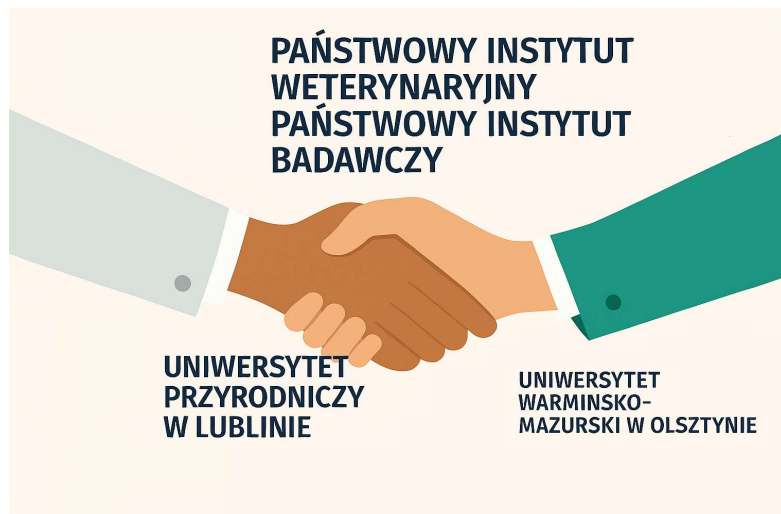 PAŃSTWOWY INSTYTUT
WETERYNARYJNY
PAŃSTWOWY INSTYTUT
BADAWCZY
UNIWERSYTET
PRZYRODNICZY
W LUBLINIE
UNIWERSYTET
WARMINSKO-
MAZURSKI W OLSZTYNIE